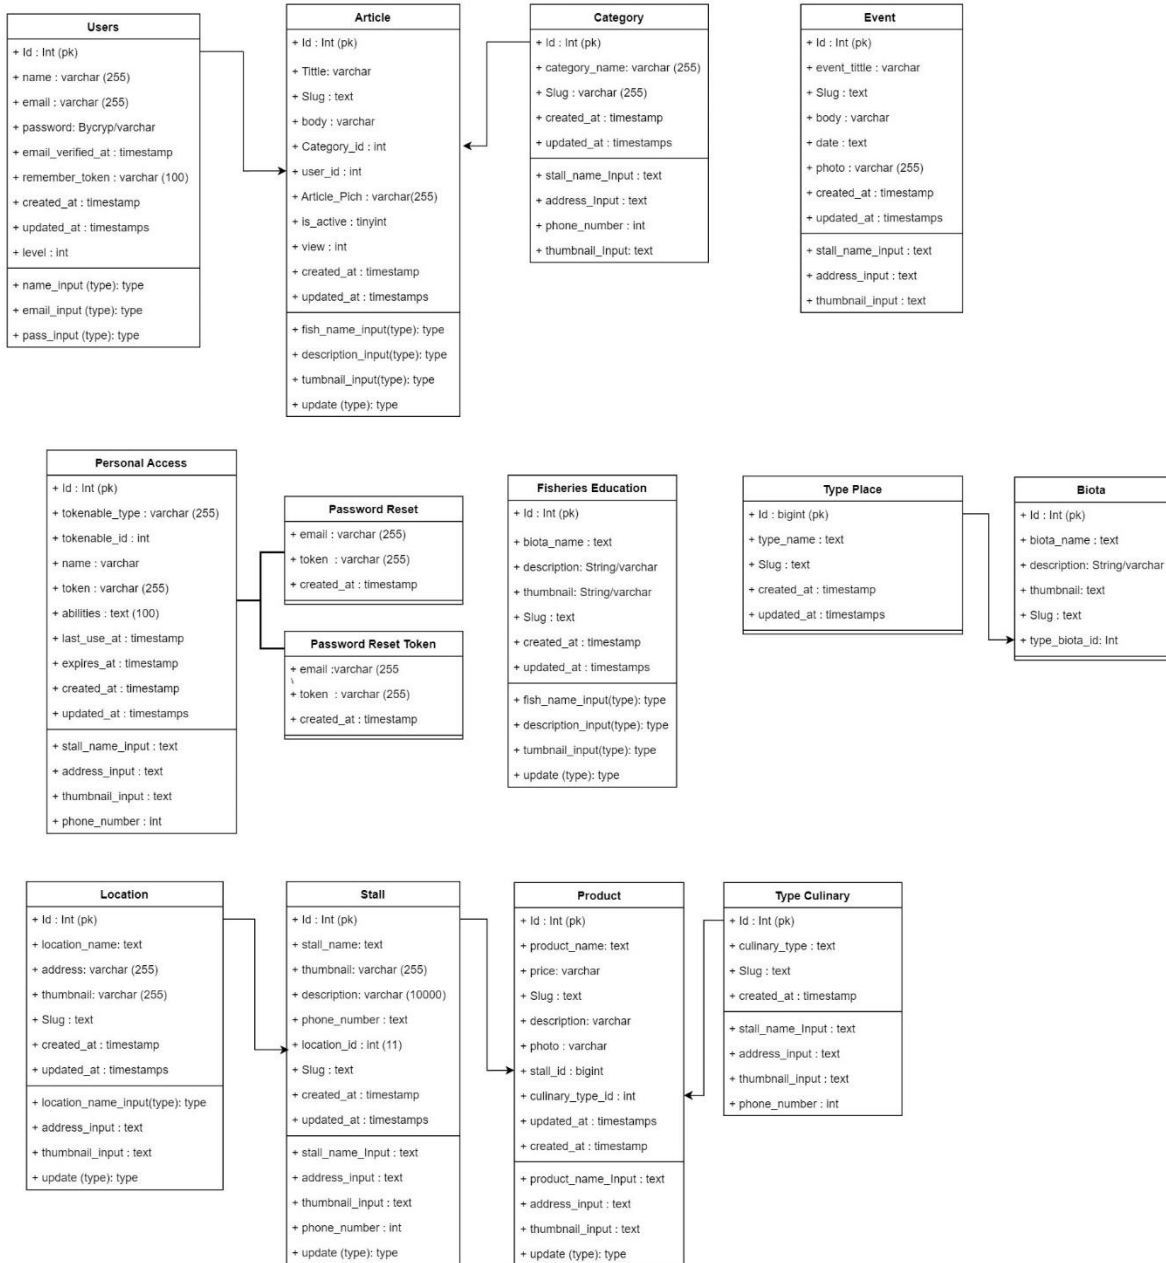 Users
+ Id : Int (pk)
+ name : varchar (255)
+ email : varchar (255)
+ password: Bycryp/varchar
+ email_verified_at : timestamp
+ remember_token : varchar (100)
+ created_at : timestamp
+ updated_at : timestamps
+ level : int
+ name_input (type): type
+ email_input (type): type
+ pass_input (type): type
Article
+ Id : Int (pk)
+ Tittle: varchar
+ Slug : text
+ body : varchar
+ Category_id : int
+ user_id : int
+ Article_Pich : varchar(255)
+ is_active : tinyint
+ view : int
+ created_at : timestamp
+ updated_at : timestamps
+ fish_name_input(type): type
+ description_input(type): type
+ tumbnail_input(type): type
+ update (type): type
Category
+ Id : Int (pk)
+ category_name: varchar (255)
+ Slug : varchar (255)
+ created_at : timestamp
+ updated_at : timestamps
+ stall_name_Input : text
+ address_Input : text
+ phone_number : int
+ thumbnail_Input: text
Event
+ Id : Int (pk)
+ event_tittle : varchar
+ Slug : text
+ body : varchar
+ date : text
+ photo : varchar (255)
+ created_at : timestamp
+ updated_at : timestamps
+ stall_name_input : text
+ address_input : text
+ thumbnail_input : text
Personal Access
+ Id : Int (pk)
+ tokenable_type : varchar (255)
+ tokenable_id : int
+ name : varchar
+ token : varchar (255)
+ abilities : text (100)
+ last_use_at : timestamp
+ expires_at : timestamp
+ created_at : timestamp
+ updated_at : timestamps
+ stall_name_input : text
+ address_input : text
+ thumbnail_input : text
+ phone_number : int
Password Reset
+ email : varchar (255)
+ token : varchar (255)
+ created_at : timestamp
Password Reset Token
+ email :varchar (255
\
+ token : varchar (255)
+ created_at : timestamp
Fisheries Education
+ Id : Int (pk)
+ biota_name : text
+ description: String/varchar
+ thumbnail: String/varchar
+ Slug : text
+ created_at : timestamp
+ updated_at : timestamps
+ fish_name_input(type): type
+ description_input(type): type
+ tumbnail_input(type): type
+ update (type): type
Type Place
+ Id : bigint (pk)
+ type_name : text
+ Slug : text
+ created_at : timestamp
+ updated_at : timestamps
Biota
+ Id : Int (pk)
+ biota_name : text
+ description: String/varchar
+ thumbnail: text
+ Slug : text
+ type_biota_id: Int
Location
+ Id : Int (pk)
+ location_name: text
+ address: varchar (255)
+ thumbnail: varchar (255)
+ Slug : text
+ created_at : timestamp
+ updated_at : timestamps
+ location_name_input(type): type
+ address_input : text
+ thumbnail_input : text
+ update (type): type
Stall
+ Id : Int (pk)
+ stall_name: text
+ thumbnail: varchar (255)
+ description: varchar (10000)
+ phone_number : text
+ location_id : int (11)
+ Slug : text
+ created_at : timestamp
+ updated_at : timestamps
+ stall_name_Input : text
+ address_input : text
+ thumbnail_input : text
+ phone_number : int
+ update (type): type
Product
+ Id : Int (pk)
+ product_name: text
+ price: varchar
+ Slug : text
+ description: varchar
+ photo : varchar
+ stall_id : bigint
+ culinary_type_id : int
+ updated_at : timestamps
+ created_at : timestamp
+ product_name_Input : text
+ address_input : text
+ thumbnail_input : text
+ update (type): type
Type Culinary
+ Id : Int (pk)
+ culinary_type : text
+ Slug : text
+ created_at : timestamp
+ stall_name_Input : text
+ address_input : text
+ thumbnail_input : text
+ phone_number : int